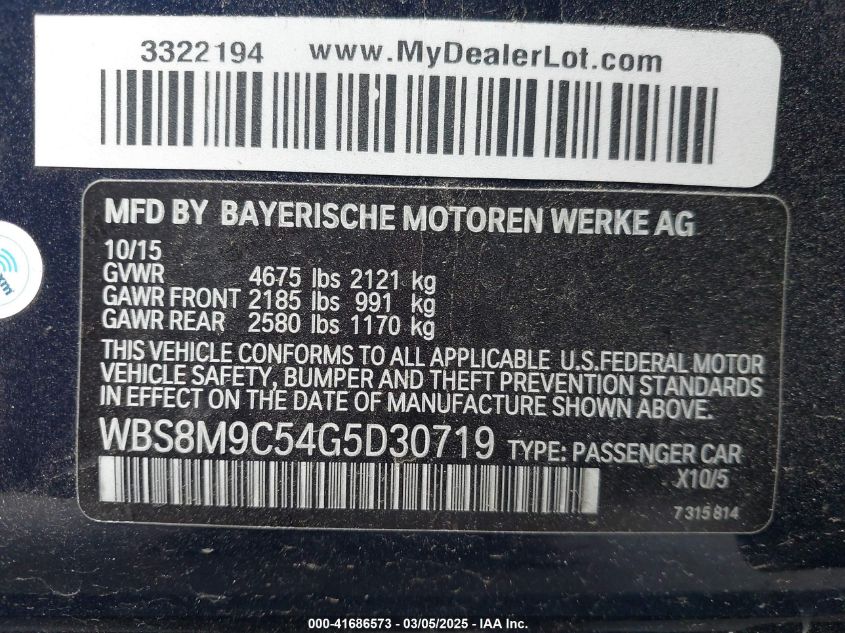 3322194 www.MyDealerLot.com
MFD BY BAYERISCHE MOTOREN WERKE AG
10/15
GVWR 4675 lbs 2121 kg
GAWR FRONT 2185 lbs 991 kg
GAWR REAR 2580 lbs 1170 kg
THIS VEHICLE CONFORMS TO ALL APPLICABLE U.S.FEDERAL MOTOR
VEHICLE SAFETY, BUMPER AND THEFT PREVENTION STANDARDS
IN EFFECT ON THE DATE OF MANUFACTURE SHOWN ABOVE.
WBS8M9C54G5D30719 TYPE: PASSENGER CAR
X10/5
7 315 814
xm
000-41686573 — 03/05/2025 — IAA Inc.